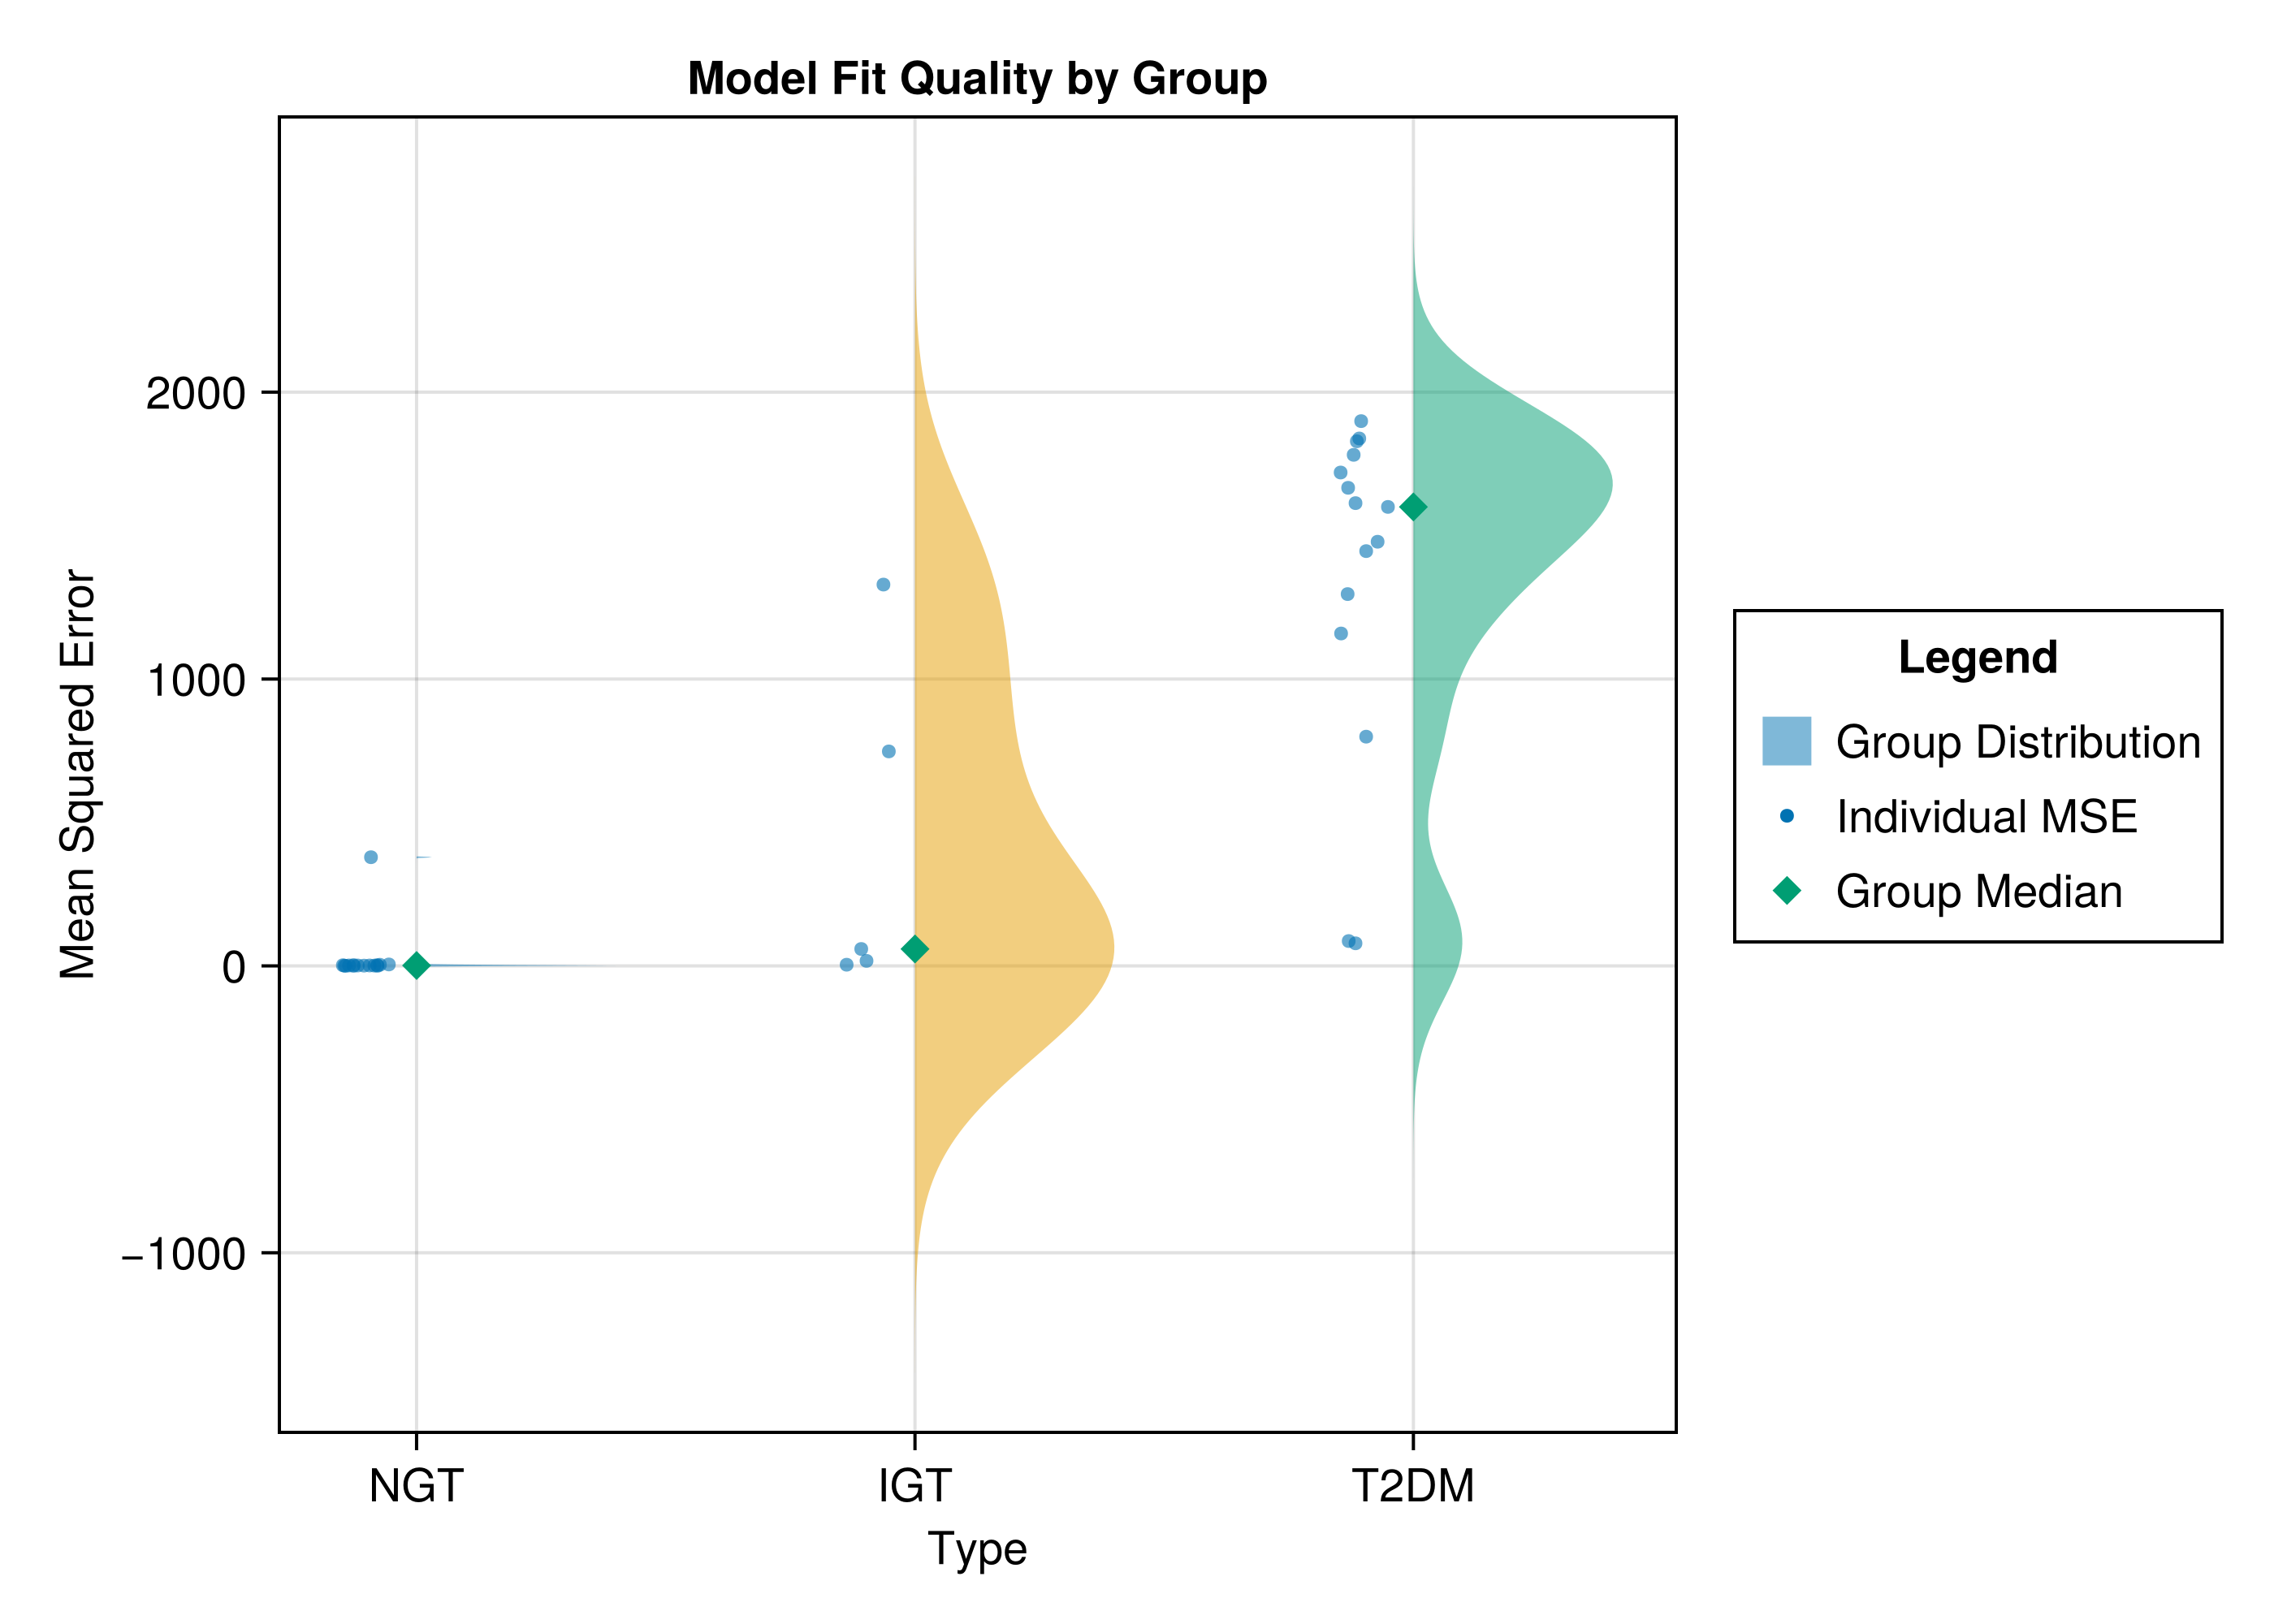 Model Fit Quality by Group
Mean Squared Error
2000
1000
0
−1000
NGT
IGT
T2DM
Type
Legend
Group Distribution
Individual MSE
Group Median